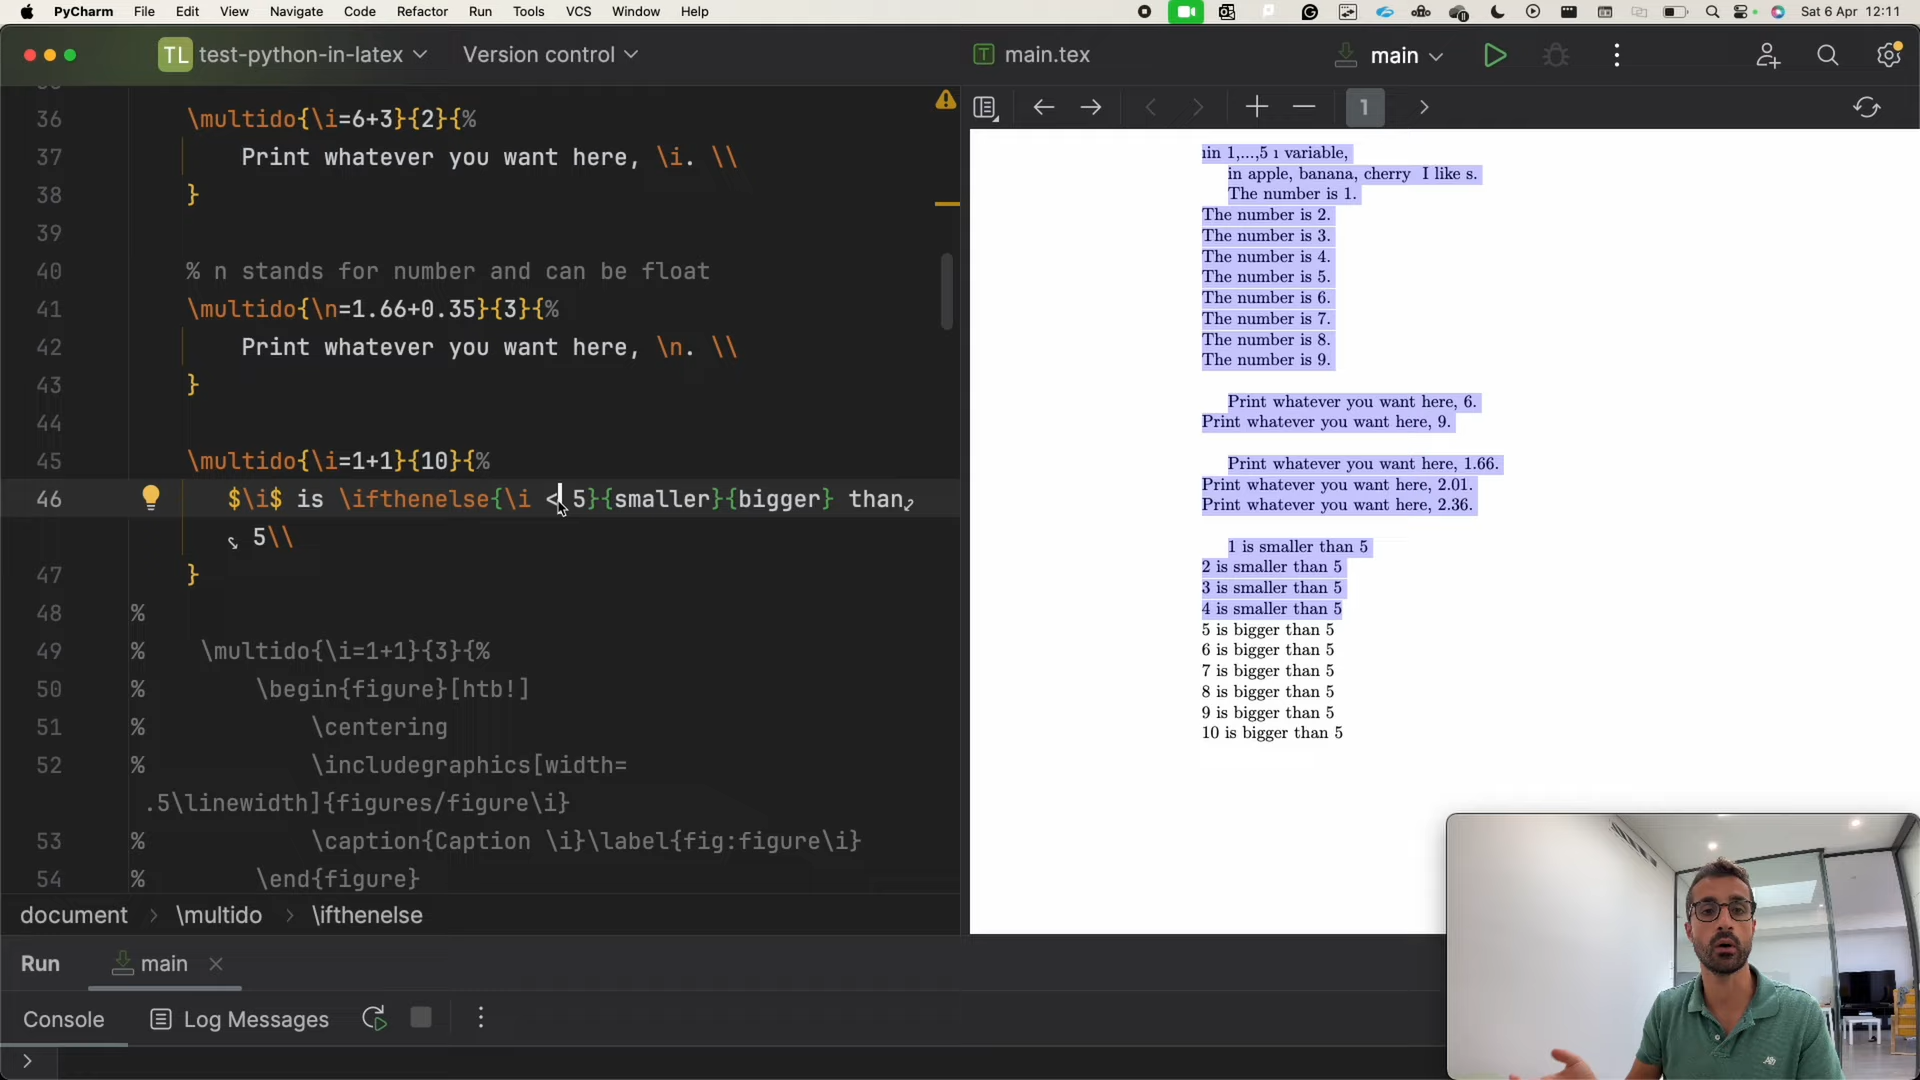 PyCharm File Edit View Navigate Code Refactor Run Tools VCS Window Help Sat 6 Apr 12:11
TL test-python-in-latex Version control main.tex main
36 \multido{\i=6+3}{2}{%
37 Print whatever you want here, \i. \\
38 }
39
40 % n stands for number and can be float
41 \multido{\n=1.66+0.35}{3}{%
42 Print whatever you want here, \n. \\
43 }
44
45 \multido{\i=1+1}{10}{%
46 $\i$ is \ifthenelse{\i < 5}{smaller}{bigger} than
5\\
47 }
48 %
49 % \multido{\i=1+1}{3}{%
50 % \begin{figure}[htb!]
51 % \centering
52 % \includegraphics[width=
.5\linewidth]{figures/figure\i}
53 % \caption{Caption \i}\label{fig:figure\i}
54 % \end{figure}
document > \multido > \ifthenelse
Run main
Console Log Messages
>
1
in 1,...,5 ı variable,
in apple, banana, cherry I like s.
The number is 1.
The number is 2.
The number is 3.
The number is 4.
The number is 5.
The number is 6.
The number is 7.
The number is 8.
The number is 9.
Print whatever you want here, 6.
Print whatever you want here, 9.
Print whatever you want here, 1.66.
Print whatever you want here, 2.01.
Print whatever you want here, 2.36.
1 is smaller than 5
2 is smaller than 5
3 is smaller than 5
4 is smaller than 5
5 is bigger than 5
6 is bigger than 5
7 is bigger than 5
8 is bigger than 5
9 is bigger than 5
10 is bigger than 5